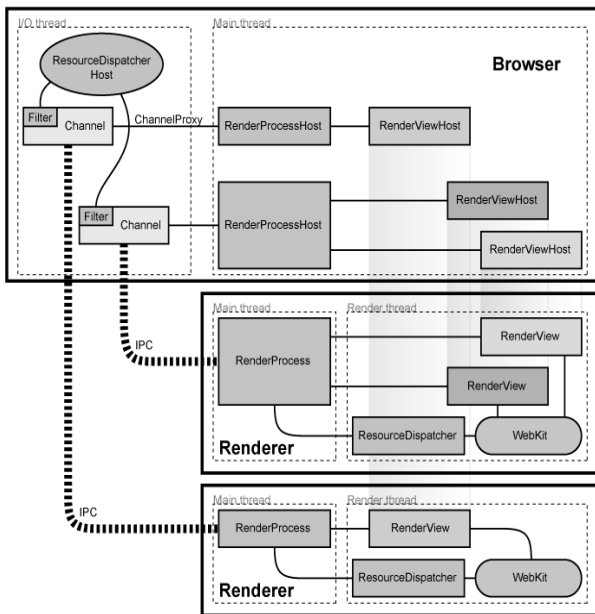 I/O thread
Main thread
ResourceDispatcher
Host
Browser
Filter
Channel
ChannelProxy
RenderProcessHost
RenderViewHost
Filter
Channel
RenderProcessHost
RenderViewHost
RenderViewHost
Main thread
Render thread
IPC
RenderProcess
RenderView
RenderView
Renderer
ResourceDispatcher
WebKit
Main thread
Render thread
IPC
RenderProcess
RenderView
Renderer
ResourceDispatcher
WebKit